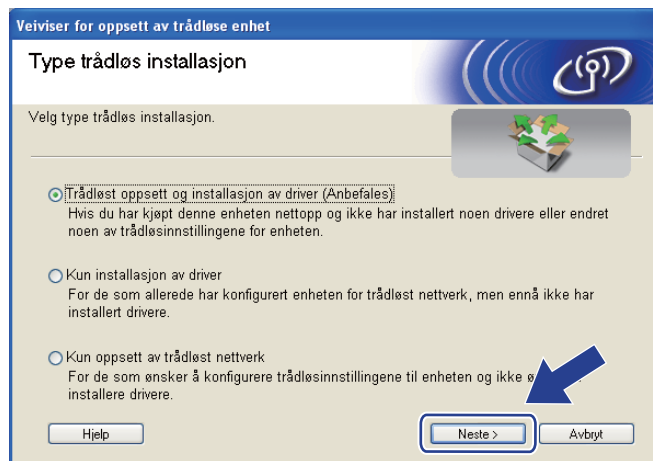 Veiviser for oppsett av trådløse enhet
Type trådløs installasjon
Velg type trådløs installasjon.
Trådløst oppsett og installasjon av driver (Anbefales)
Hvis du har kjøpt denne enheten nettopp og ikke har installert noen drivere eller endret
noen av trådløsinnstillingene for enheten.
Kun installasjon av driver
For de som allerede har konfigurert enheten for trådløst nettverk, men ennå ikke har
installert drivere.
Kun oppsett av trådløst nettverk
For de som ønsker å konfigurere trådløsinnstillingene til enheten og ikke
installere drivere.
Hjelp
Neste >
Avbryt